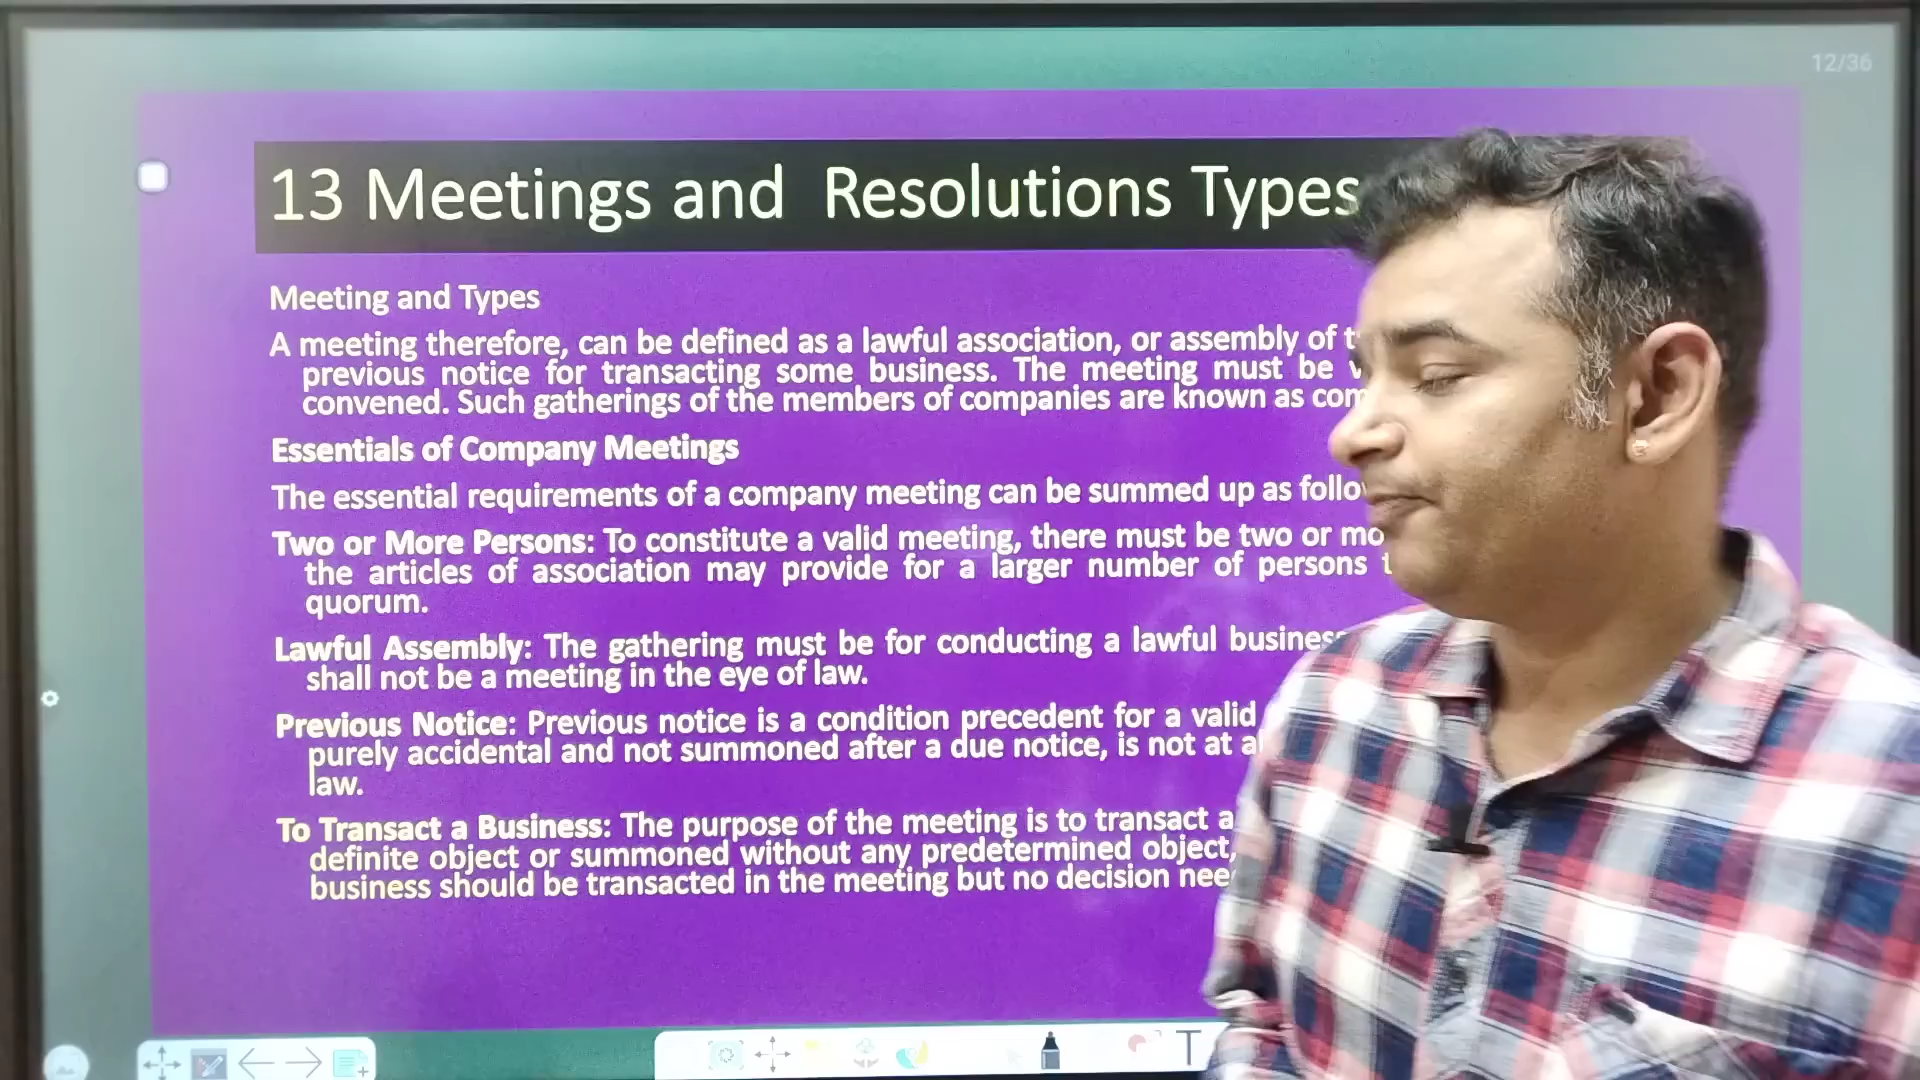 12/36
13 Meetings and Resolutions Types
Meeting and Types
A meeting therefore, can be defined as a lawful association, or assembly of
previous notice for transacting some business. The meeting must be
convened. Such gatherings of the members of companies are known as
Essentials of Company Meetings
The essential requirements of a company meeting can be summed up as
Two or More Persons: To constitute a valid meeting, there must be two or
the articles of association may provide for a larger number of persons
quorum.
Lawful Assembly: The gathering must be for conducting a lawful
shall not be a meeting in the eye of law.
Previous Notice: Previous notice is a condition precedent for a valid
purely accidental and not summoned after a due notice, is not at
law.
To Transact a Business: The purpose of the meeting is to transact a
definite object or summoned without any predetermined object,
business should be transacted in the meeting but no decision
T